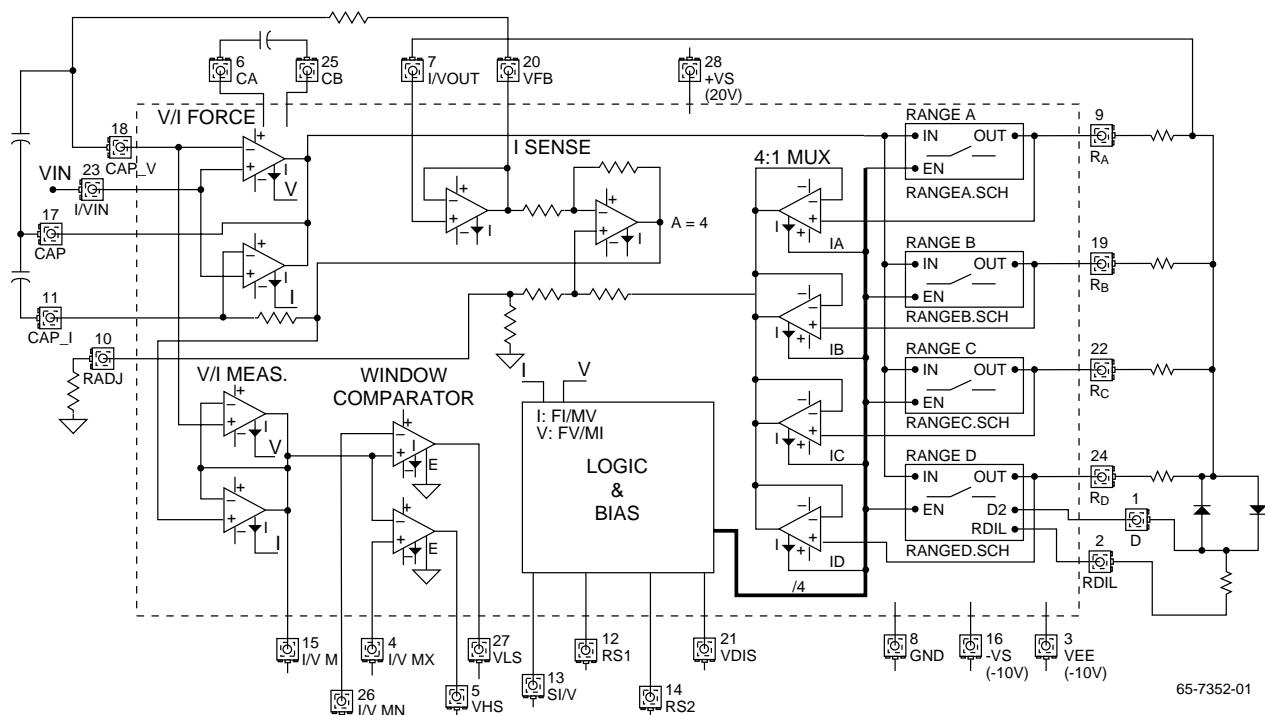 6
CA
25
CB
7
I/VOUT
20
VFB
28
+VS
(20V)
V/I FORCE
18
CAP_V
VIN
23
I/VIN
17
CAP
11
CAP_I
10
RADJ
V
I
I SENSE
I
I
A = 4
4:1 MUX
I
IA
I
IB
I
IC
I
ID
RANGE A
IN
OUT
EN
RANGEA.SCH
RANGE B
IN
OUT
EN
RANGEB.SCH
RANGE C
IN
OUT
EN
RANGEC.SCH
RANGE D
IN
OUT
EN
D2
RDIL
RANGED.SCH
9
RA
19
RB
22
RC
24
RD
1
D
2
RDIL
V/I MEAS.
V
I
WINDOW
COMPARATOR
I
E
I
E
I
V
I: FI/MV
V: FV/MI
LOGIC
&
BIAS
/4
15
I/V M
26
I/V MN
4
I/V MX
5
VHS
27
VLS
13
SI/V
12
RS1
14
RS2
21
VDIS
8
GND
16
-VS
(-10V)
3
VEE
(-10V)
65-7352-01